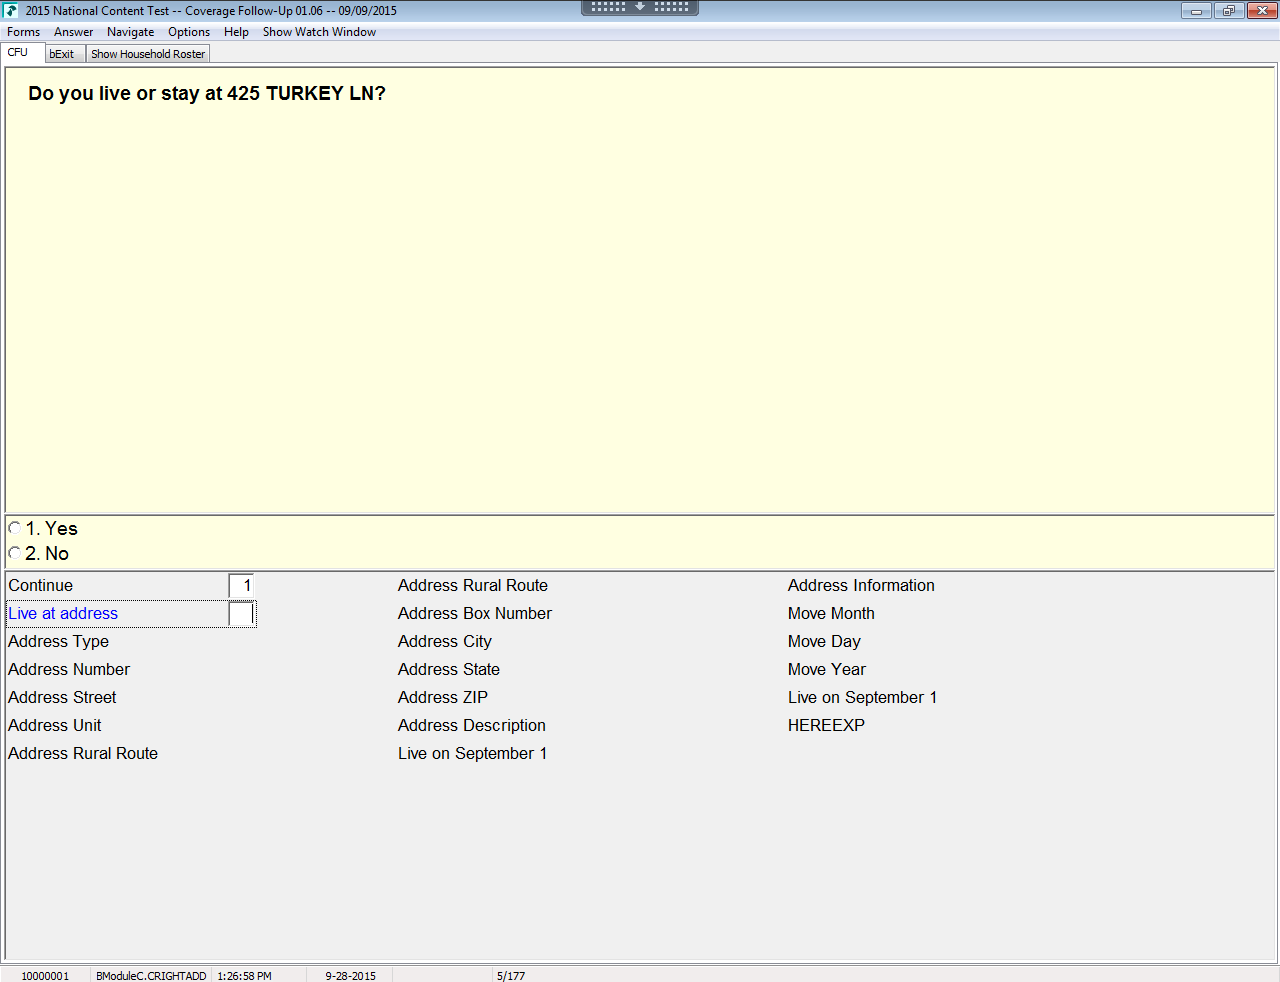 2015 National Content Test -- Coverage Follow-Up 01.06 -- 09/09/2015
Forms Answer Navigate Options Help Show Watch Window
CFU bExit Show Household Roster
Do you live or stay at 425 TURKEY LN?
1. Yes
2. No
Continue 1 Address Rural Route Address Information
Live at address Address Box Number Move Month
Address Type Address City Move Day
Address Number Address State Move Year
Address Street Address ZIP Live on September 1
Address Unit Address Description HEREEXP
Address Rural Route Live on September 1
10000001 BModuleC.CRIGHTADD 1:26:58 PM 9-28-2015 5/177